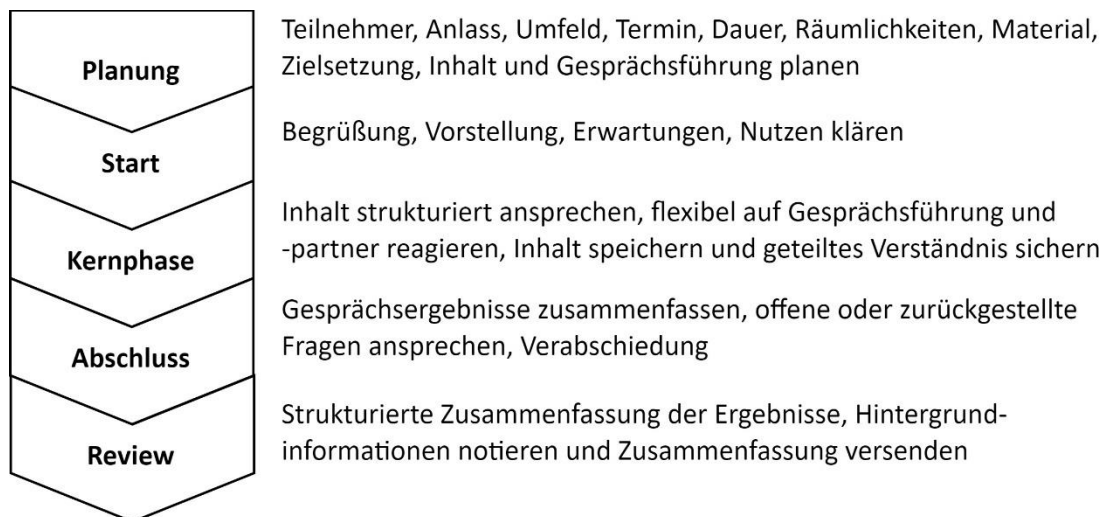 Planung
Teilnehmer, Anlass, Umfeld, Termin, Dauer, Räumlichkeiten, Material,
Zielsetzung, Inhalt und Gesprächsführung planen
Start
Begrüßung, Vorstellung, Erwartungen, Nutzen klären
Kernphase
Inhalt strukturiert ansprechen, flexibel auf Gesprächsführung und
-partner reagieren, Inhalt speichern und geteiltes Verständnis sichern
Abschluss
Gesprächsergebnisse zusammenfassen, offene oder zurückgestellte
Fragen ansprechen, Verabschiedung
Review
Strukturierte Zusammenfassung der Ergebnisse, Hintergrund-
informationen notieren und Zusammenfassung versenden